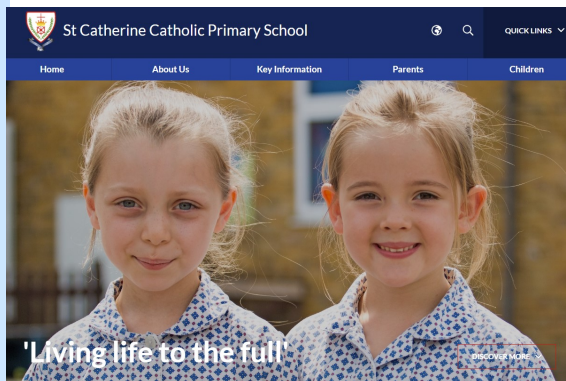 St Catherine Catholic Primary School
QUICK LINKS
Home
About Us
Key Information
Parents
Children
'Living life to the full'
DISCOVER MORE